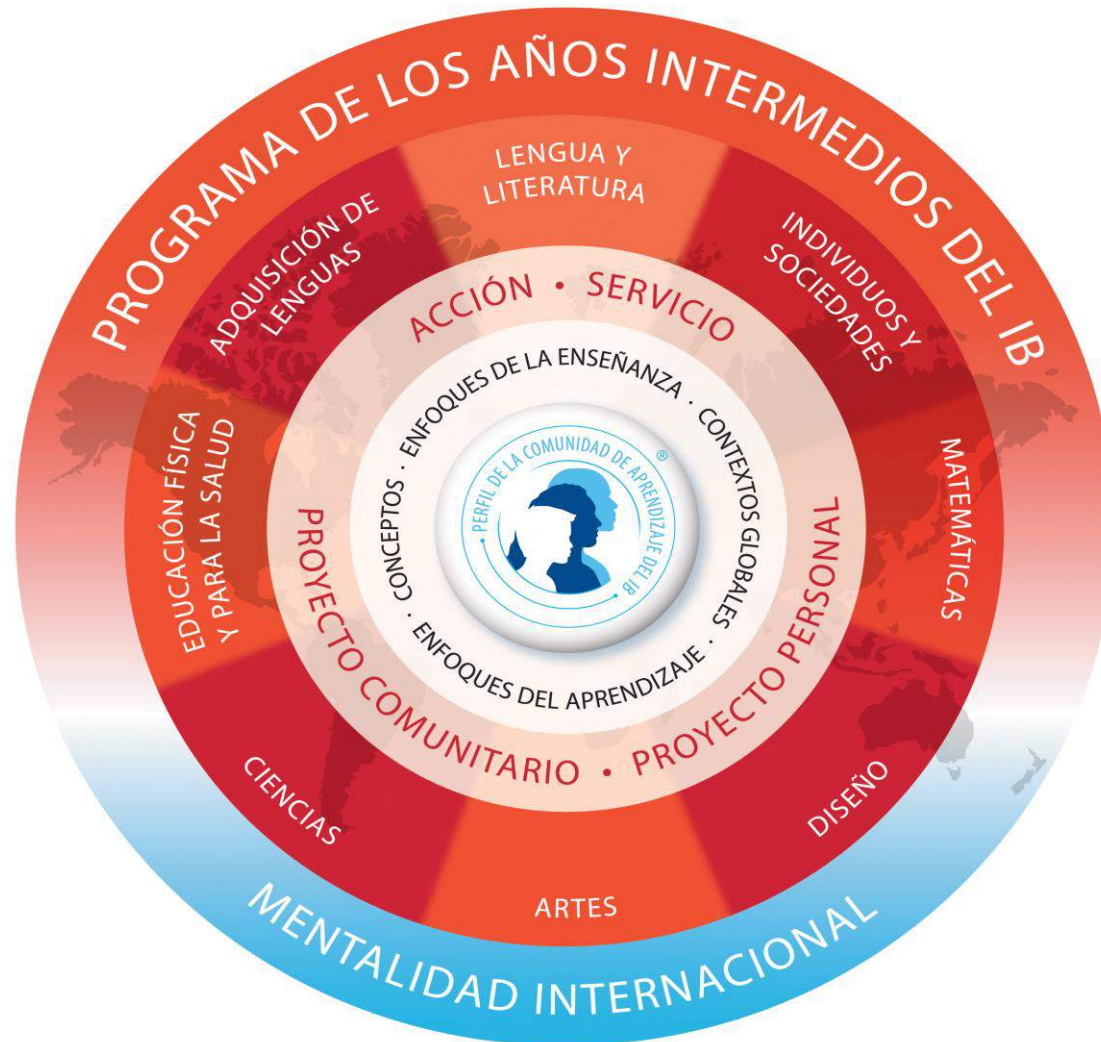 PROGRAMA DE LOS AÑOS INTERMEDIOS DEL IB
LENGUA Y
LITERATURA
INDIVIDUOS Y
SOCIEDADES
MATEMÁTICAS
DISEÑO
ARTES
CIENCIAS
EDUCACIÓN FÍSICA
Y PARA LA SALUD
ADQUISICIÓN DE
LENGUAS
ACCIÓN • SERVICIO
PROYECTO COMUNITARIO • PROYECTO PERSONAL
CONCEPTOS · ENFOQUES DE LA ENSEÑANZA · CONTEXTOS GLOBALES · ENFOQUES DEL APRENDIZAJE ·
• PERFIL DE LA COMUNIDAD DE APRENDIZAJE DEL IB •
®
MENTALIDAD INTERNACIONAL